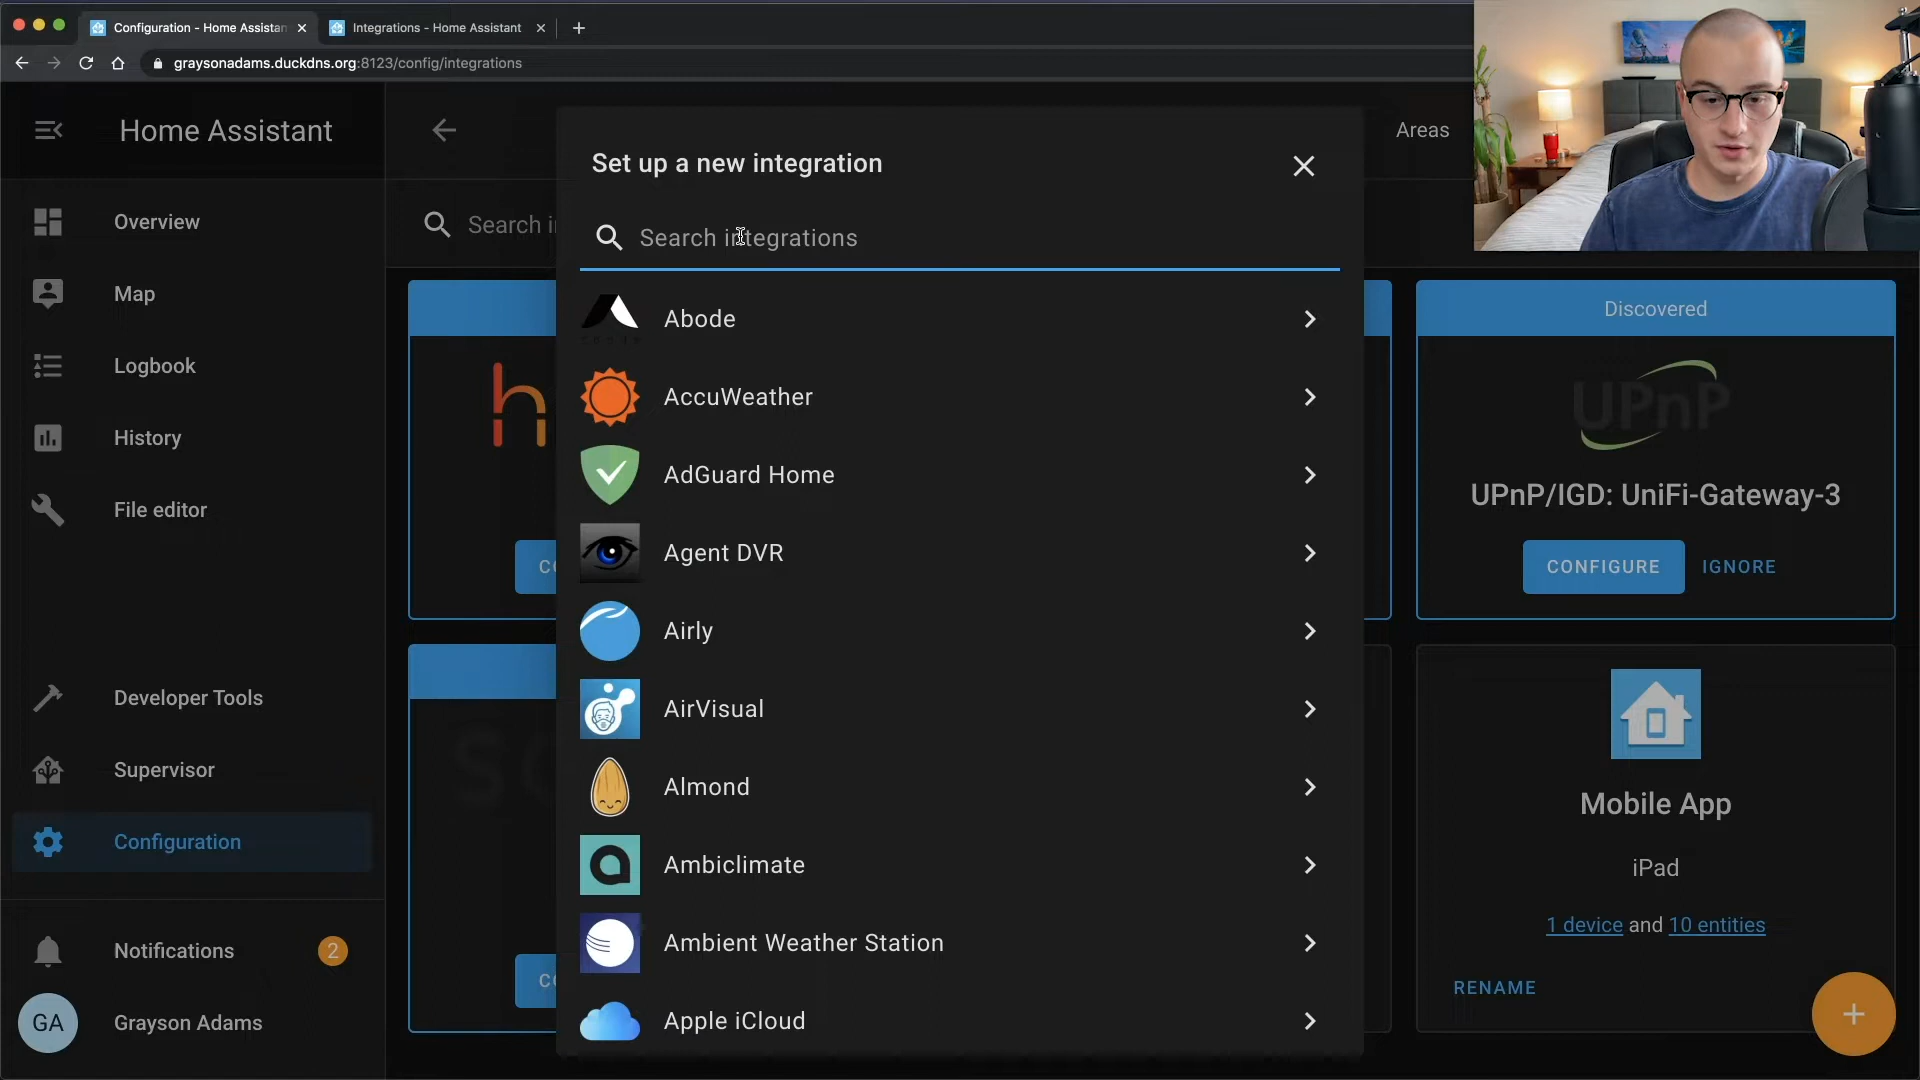 Configuration - Home Assistan
Integrations - Home Assistant
graysonadams.duckdns.org:8123/config/integrations
Home Assistant
Overview
Map
Logbook
History
File editor
Developer Tools
Supervisor
Configuration
Notifications
2
GA
Grayson Adams
Areas
Search i
Set up a new integration
Search integrations
Abode
AccuWeather
AdGuard Home
Agent DVR
Airly
AirVisual
Almond
Ambiclimate
Ambient Weather Station
Apple iCloud
h
CO
SO
CO
Discovered
UPnP
UPnP/IGD: UniFi-Gateway-3
CONFIGURE
IGNORE
Mobile App
iPad
1 device and 10 entities
RENAME